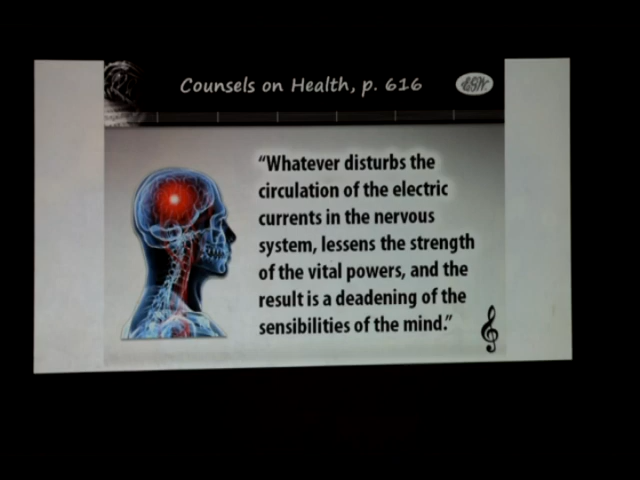 Counsels on Health, p. 616
EGW
“Whatever disturbs the
circulation of the electric
currents in the nervous
system, lessens the strength
of the vital powers, and the
result is a deadening of the
sensibilities of the mind.”